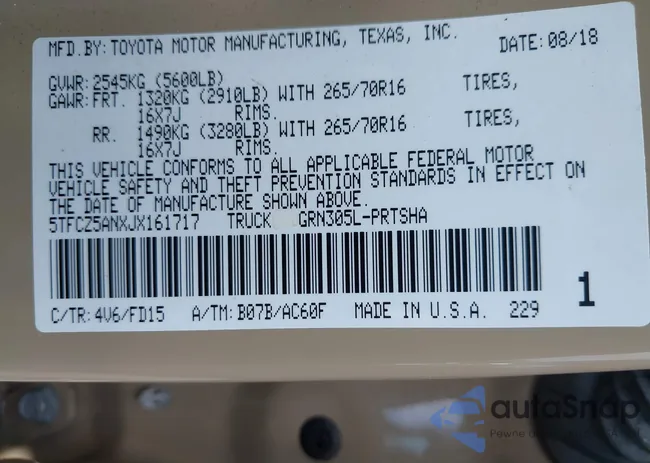 MFD.BY: TOYOTA MOTOR MANUFACTURING, TEXAS, INC. DATE: 08/18
GVWR: 2545KG (5600LB)
GAWR: FRT. 1320KG (2910LB) WITH 265/70R16 TIRES,
16X7J RIMS.
RR. 1490KG (3280LB) WITH 265/70R16 TIRES,
16X7J RIMS.
THIS VEHICLE CONFORMS TO ALL APPLICABLE FEDERAL MOTOR
VEHICLE SAFETY AND THEFT PREVENTION STANDARDS IN EFFECT ON
THE DATE OF MANUFACTURE SHOWN ABOVE.
5TFCZ5ANXJX161717 TRUCK GRN305L-PRTSHA
1
C/TR: 4V6/FD15 A/TM: B07B/AC60F MADE IN U.S.A. 229
autoSnap